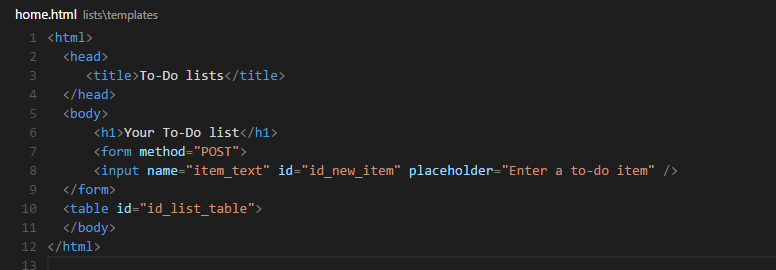 home.html lists\templates
1 <html>
2 <head>
3 <title>To-Do lists</title>
4 </head>
5 <body>
6 <h1>Your To-Do list</h1>
7 <form method="POST">
8 <input name="item_text" id="id_new_item" placeholder="Enter a to-do item" />
9 </form>
10 <table id="id_list_table">
11 </body>
12 </html>
13